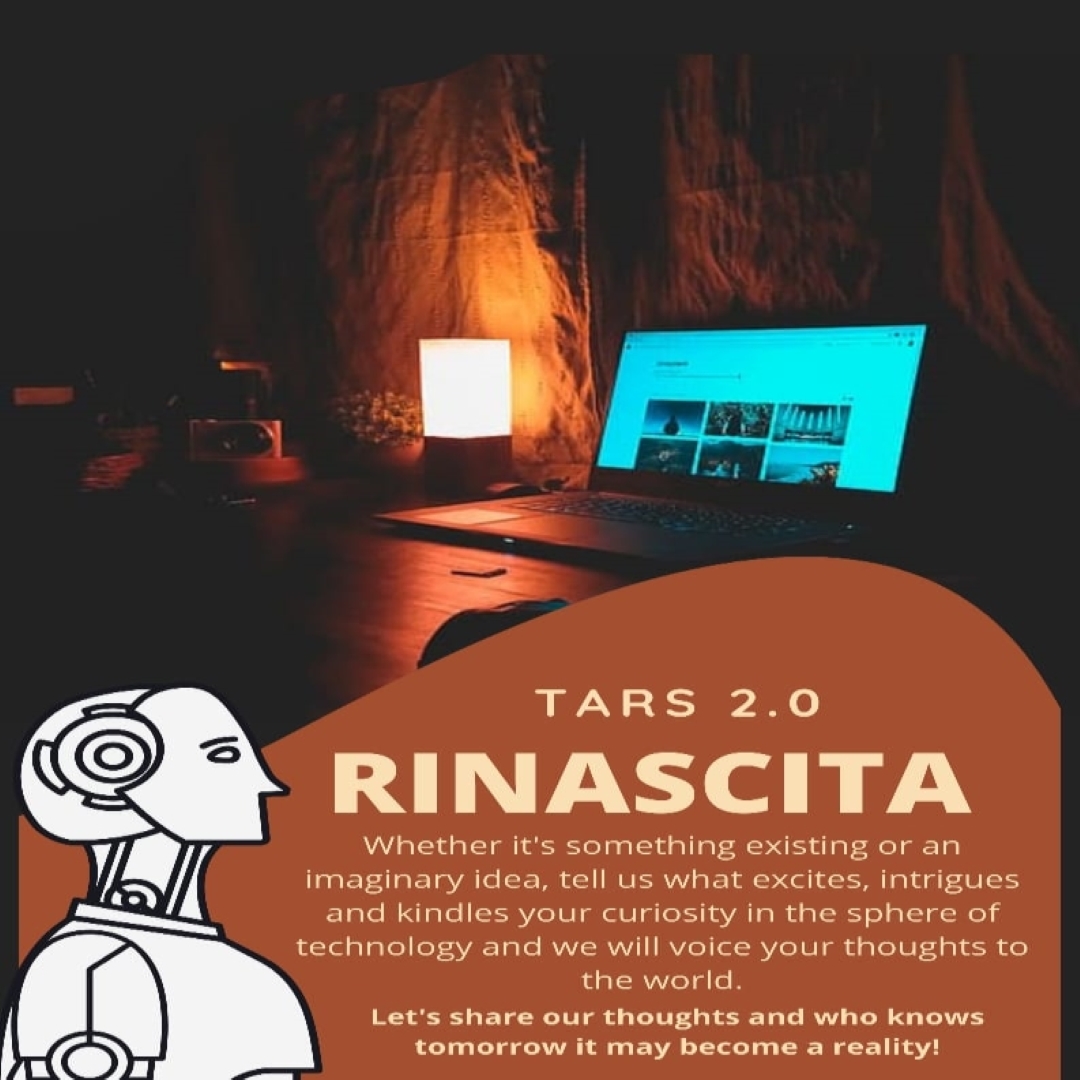 TARS 2.0
RINASCITA
Whether it's something existing or an
imaginary idea, tell us what excites, intrigues
and kindles your curiosity in the sphere of
technology and we will voice your thoughts to
the world.
Let's share our thoughts and who knows
tomorrow it may become a reality!